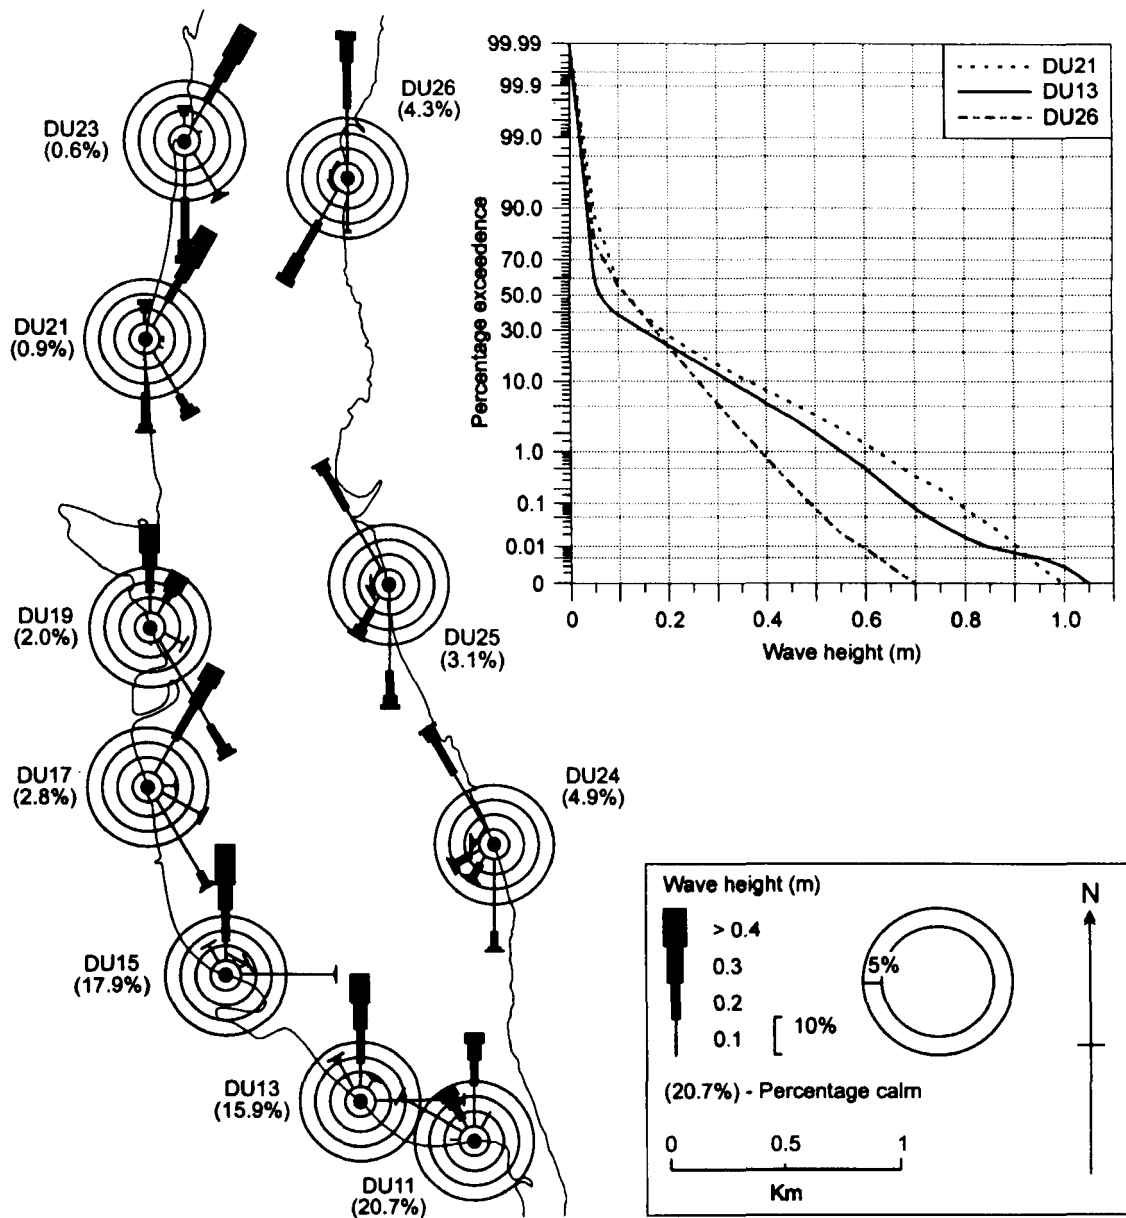 DU23
(0.6%)
DU26
(4.3%)
DU21
(0.9%)
DU19
(2.0%)
DU25
(3.1%)
DU17
(2.8%)
DU24
(4.9%)
DU15
(17.9%)
DU13
(15.9%)
DU11
(20.7%)
99.99
99.9
99.0
90.0
70.0
50.0
30.0
10.0
1.0
0.1
0.01
0
Percentage exceedence
DU21
DU13
DU26
0 0.2 0.4 0.6 0.8 1.0
Wave height (m)
Wave height (m)
> 0.4
0.3
0.2
0.1
10%
5%
N
(20.7%) - Percentage calm
0 0.5 1
Km